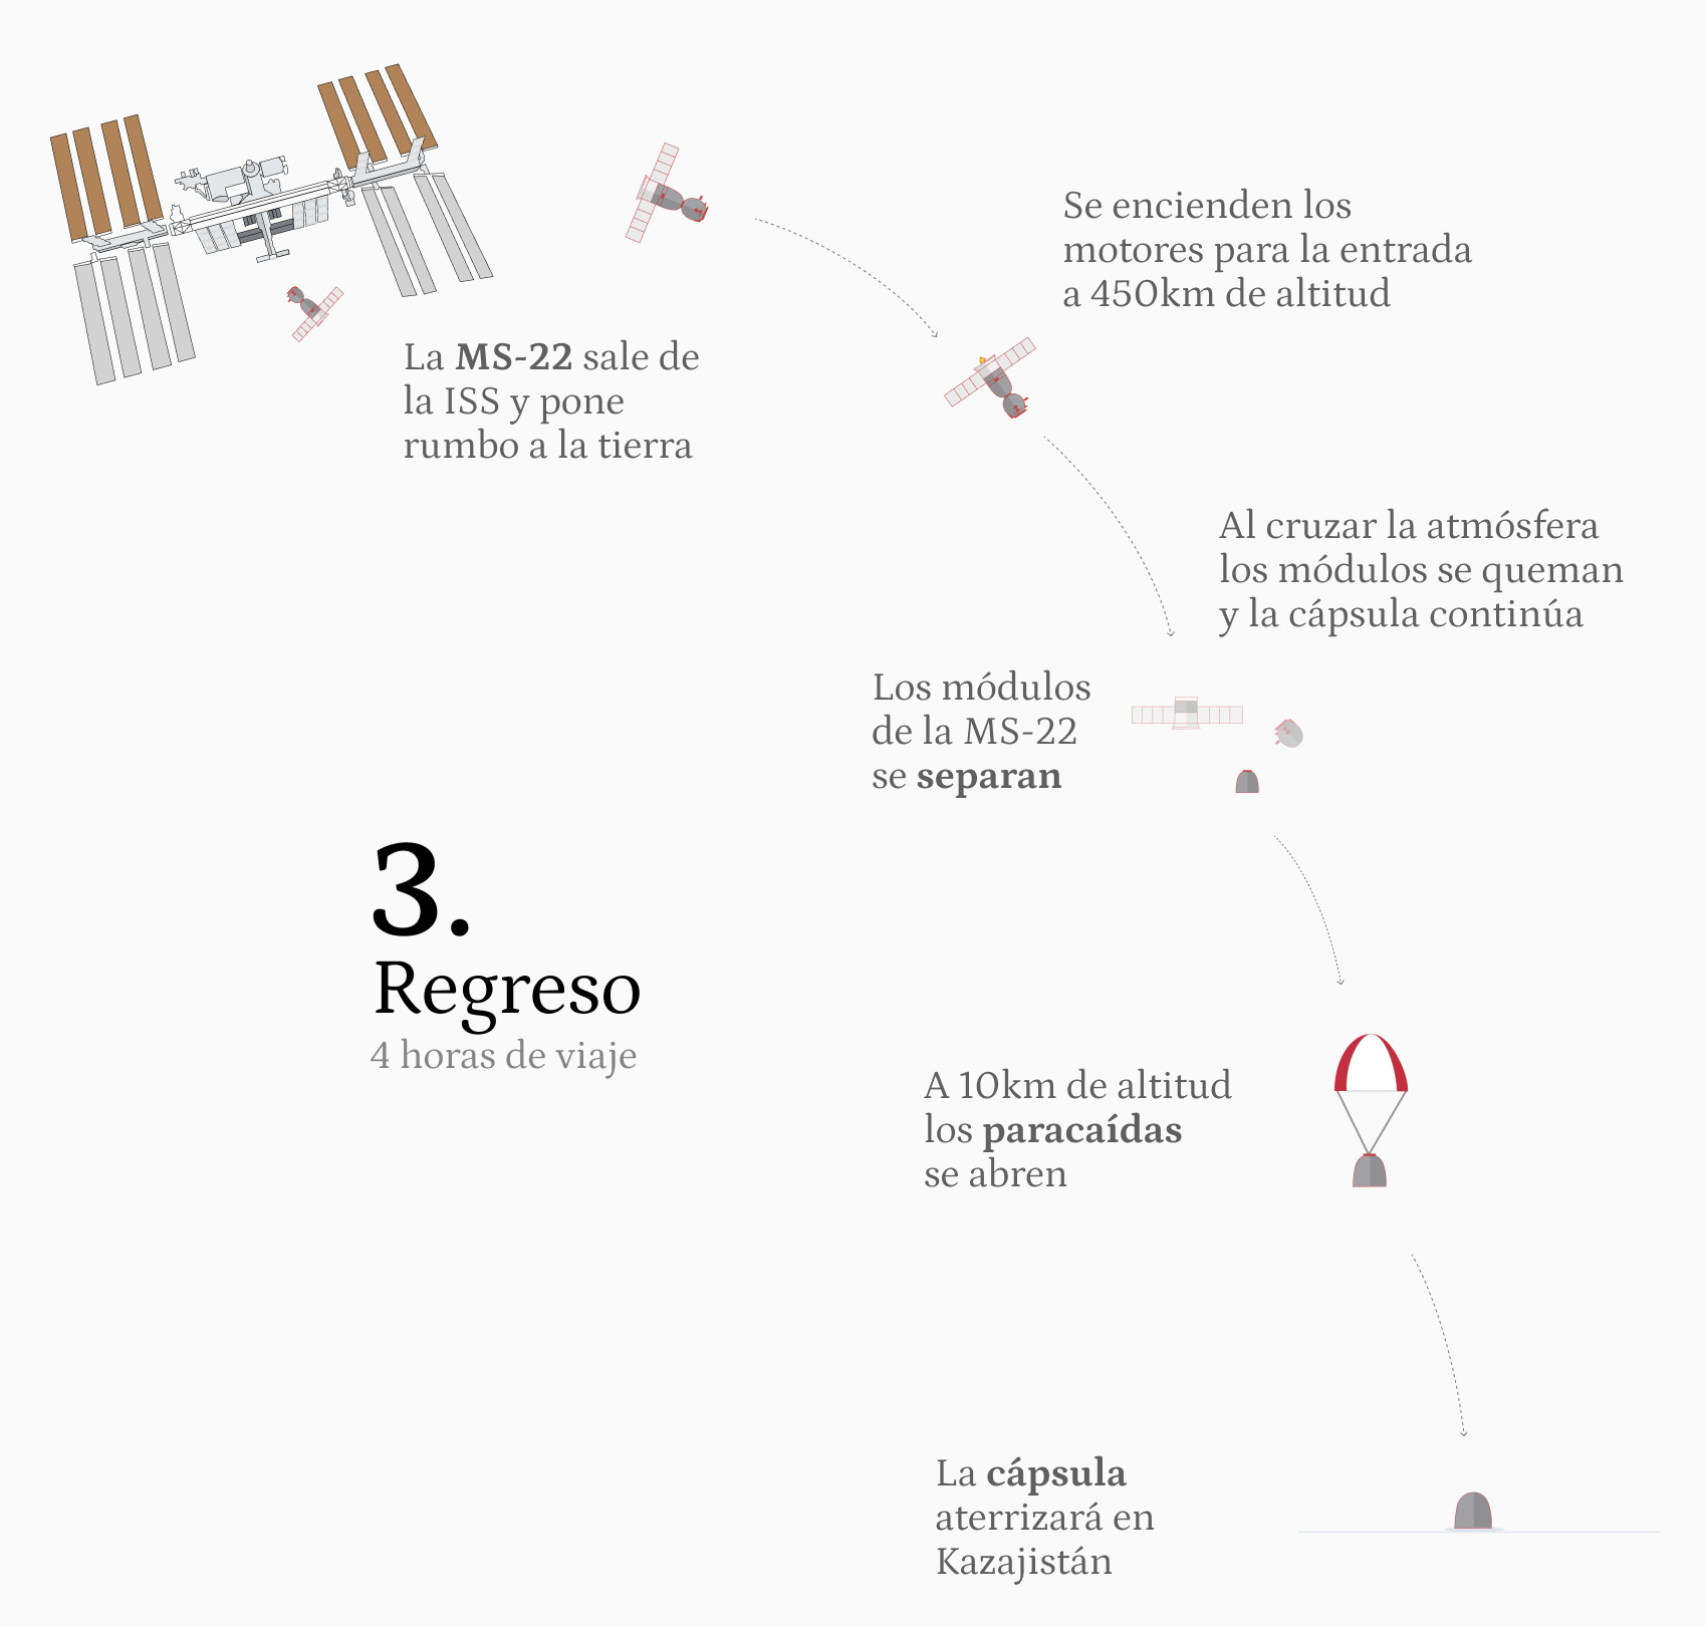 La MS-22 sale de
la ISS y pone
rumbo a la tierra
Se encienden los
motores para la entrada
a 450km de altitud
Al cruzar la atmósfera
los módulos se queman
y la cápsula continúa
Los módulos
de la MS-22
se separan
3.
Regreso
4 horas de viaje
A 10km de altitud
los paracaídas
se abren
La cápsula
aterrizará en
Kazajistán